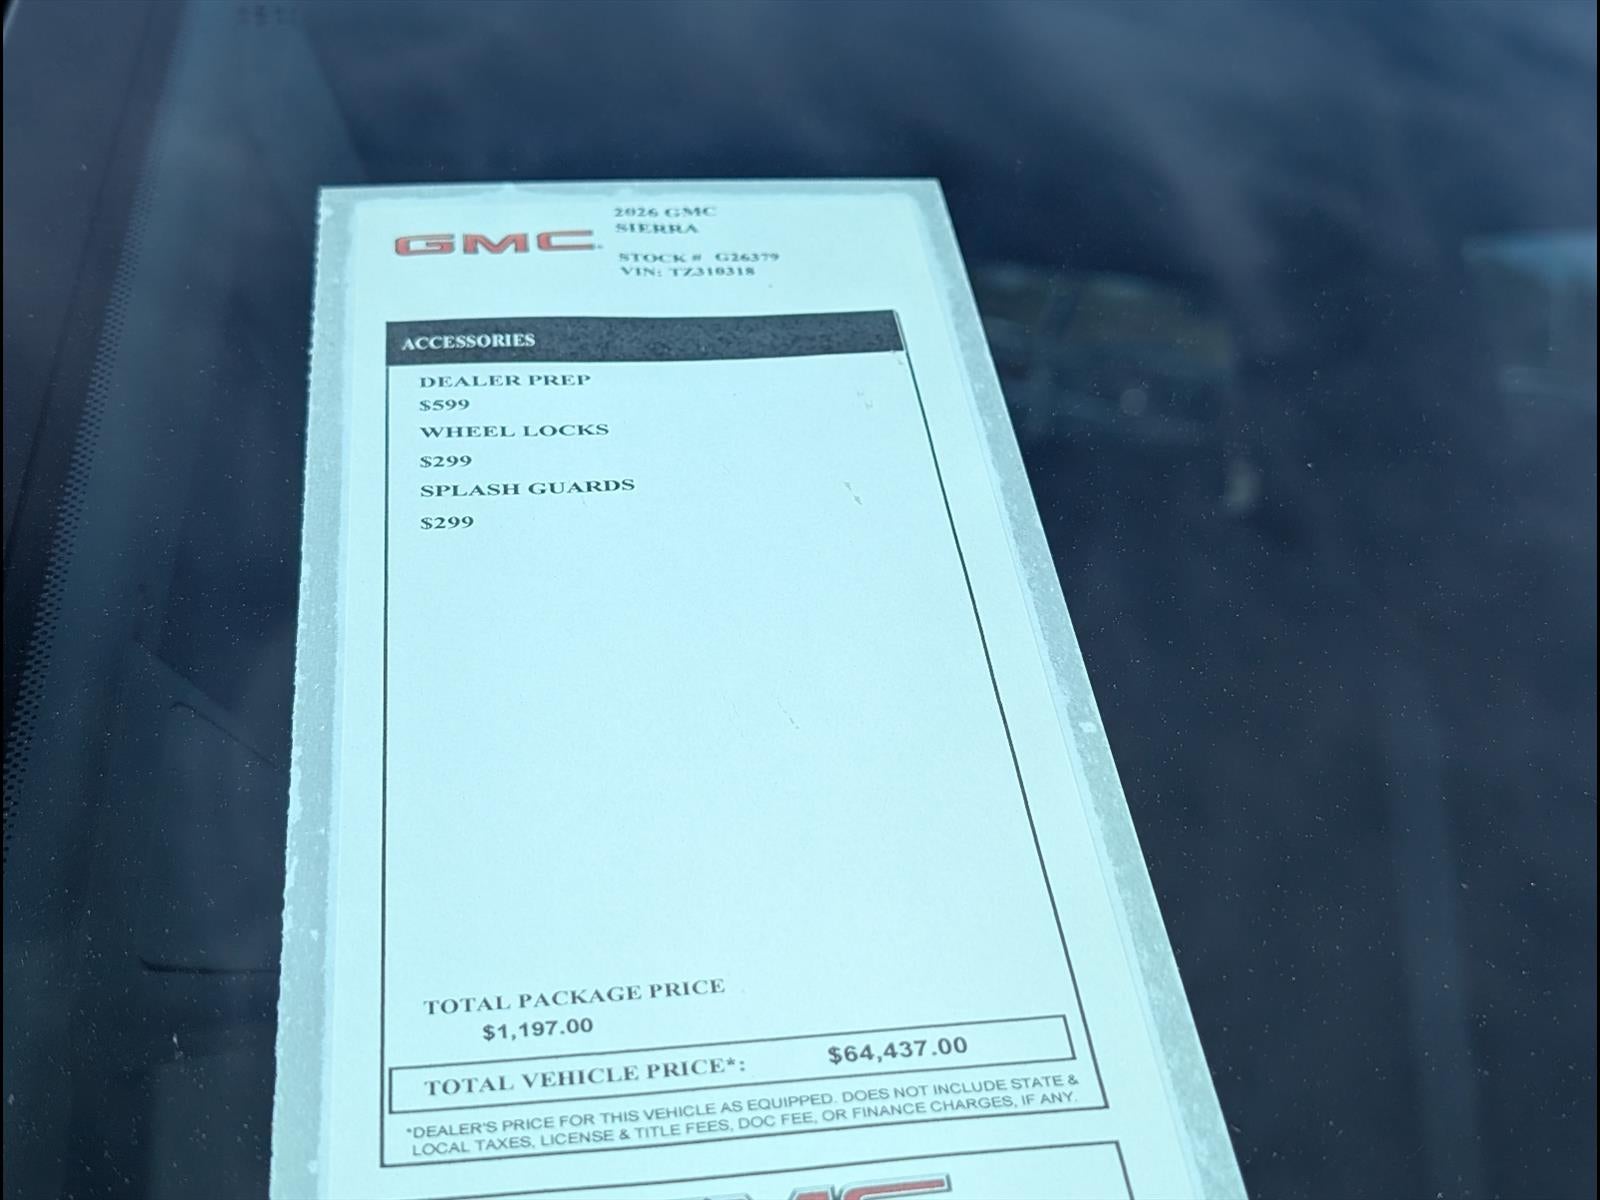 GMC
2026 GMC
SIERRA
STOCK # G26379
VIN: TZ310318
ACCESSORIES
DEALER PREP
$599
WHEEL LOCKS
$299
SPLASH GUARDS
$299
TOTAL PACKAGE PRICE
$1,197.00
TOTAL VEHICLE PRICE*: $64,437.00
*DEALER'S PRICE FOR THIS VEHICLE AS EQUIPPED. DOES NOT INCLUDE STATE &
LOCAL TAXES, LICENSE & TITLE FEES, DOC FEE, OR FINANCE CHARGES, IF ANY.
GMC